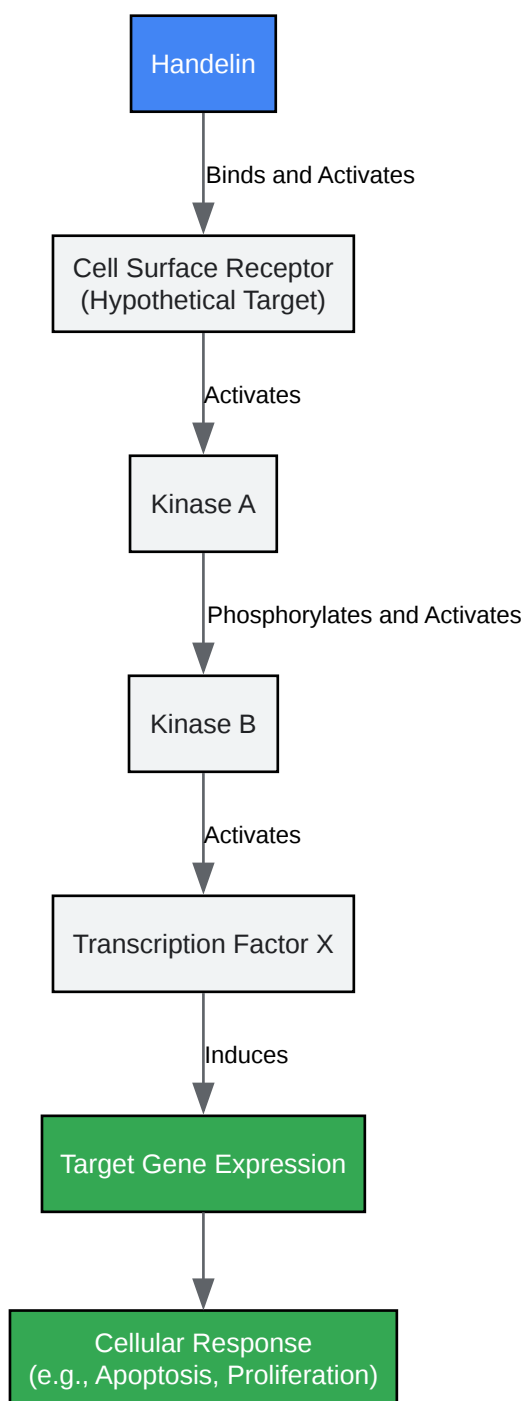 Handelin
Binds and Activates
Cell Surface Receptor
(Hypothetical Target)
Activates
Kinase A
Phosphorylates and Activates
Kinase B
Activates
Transcription Factor X
Induces
Target Gene Expression
Cellular Response
(e.g., Apoptosis, Proliferation)